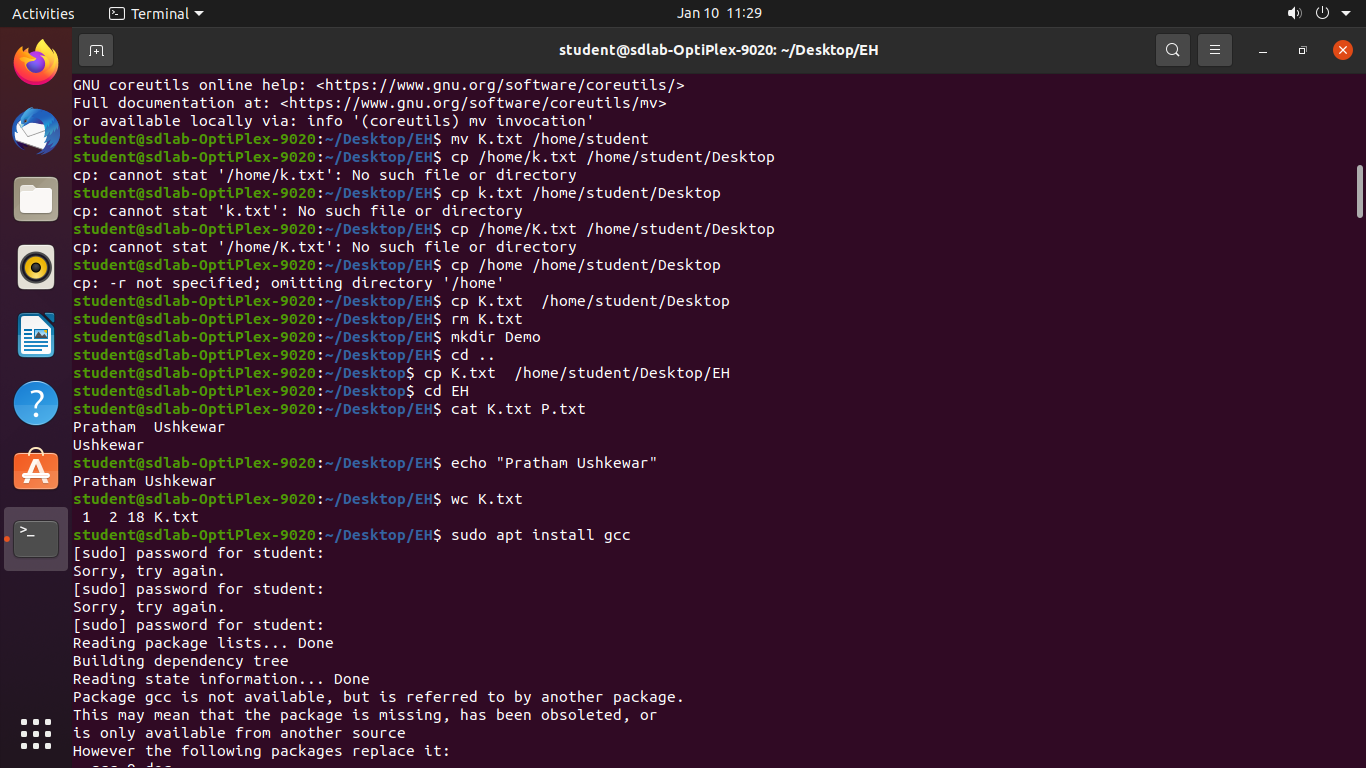 Activities
Terminal
Jan 10 11:29
student@sdlab-OptiPlex-9020: ~/Desktop/EH
GNU coreutils online help: <https://www.gnu.org/software/coreutils/>
Full documentation at: <https://www.gnu.org/software/coreutils/mv>
or available locally via: info '(coreutils) mv invocation'
student@sdlab-OptiPlex-9020:~/Desktop/EH$ mv K.txt /home/student
student@sdlab-OptiPlex-9020:~/Desktop/EH$ cp /home/k.txt /home/student/Desktop
cp: cannot stat '/home/k.txt': No such file or directory
student@sdlab-OptiPlex-9020:~/Desktop/EH$ cp k.txt /home/student/Desktop
cp: cannot stat 'k.txt': No such file or directory
student@sdlab-OptiPlex-9020:~/Desktop/EH$ cp /home/K.txt /home/student/Desktop
cp: cannot stat '/home/K.txt': No such file or directory
student@sdlab-OptiPlex-9020:~/Desktop/EH$ cp /home /home/student/Desktop
cp: -r not specified; omitting directory '/home'
student@sdlab-OptiPlex-9020:~/Desktop/EH$ cp K.txt  /home/student/Desktop
student@sdlab-OptiPlex-9020:~/Desktop/EH$ rm K.txt
student@sdlab-OptiPlex-9020:~/Desktop/EH$ mkdir Demo
student@sdlab-OptiPlex-9020:~/Desktop/EH$ cd ..
student@sdlab-OptiPlex-9020:~/Desktop$ cp K.txt  /home/student/Desktop/EH
student@sdlab-OptiPlex-9020:~/Desktop$ cd EH
student@sdlab-OptiPlex-9020:~/Desktop/EH$ cat K.txt P.txt
Pratham  Ushkewar
Ushkewar
student@sdlab-OptiPlex-9020:~/Desktop/EH$ echo "Pratham Ushkewar"
Pratham Ushkewar
student@sdlab-OptiPlex-9020:~/Desktop/EH$ wc K.txt
 1  2 18 K.txt
student@sdlab-OptiPlex-9020:~/Desktop/EH$ sudo apt install gcc
[sudo] password for student:
Sorry, try again.
[sudo] password for student:
Sorry, try again.
[sudo] password for student:
Reading package lists... Done
Building dependency tree
Reading state information... Done
Package gcc is not available, but is referred to by another package.
This may mean that the package is missing, has been obsoleted, or
is only available from another source
However the following packages replace it: